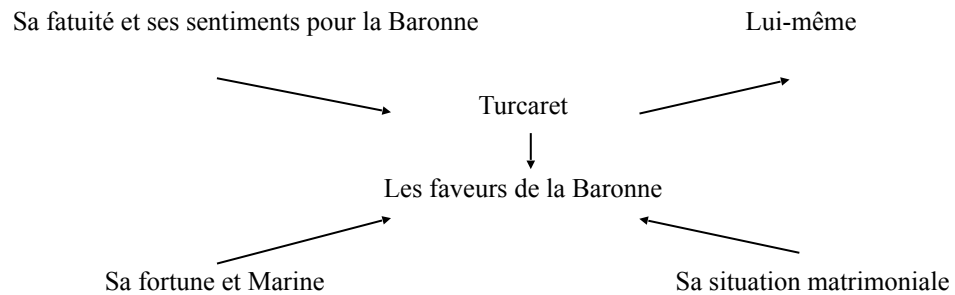 Sa fatuité et ses sentiments pour la Baronne
Lui-même
Turcaret
Les faveurs de la Baronne
Sa fortune et Marine
Sa situation matrimoniale